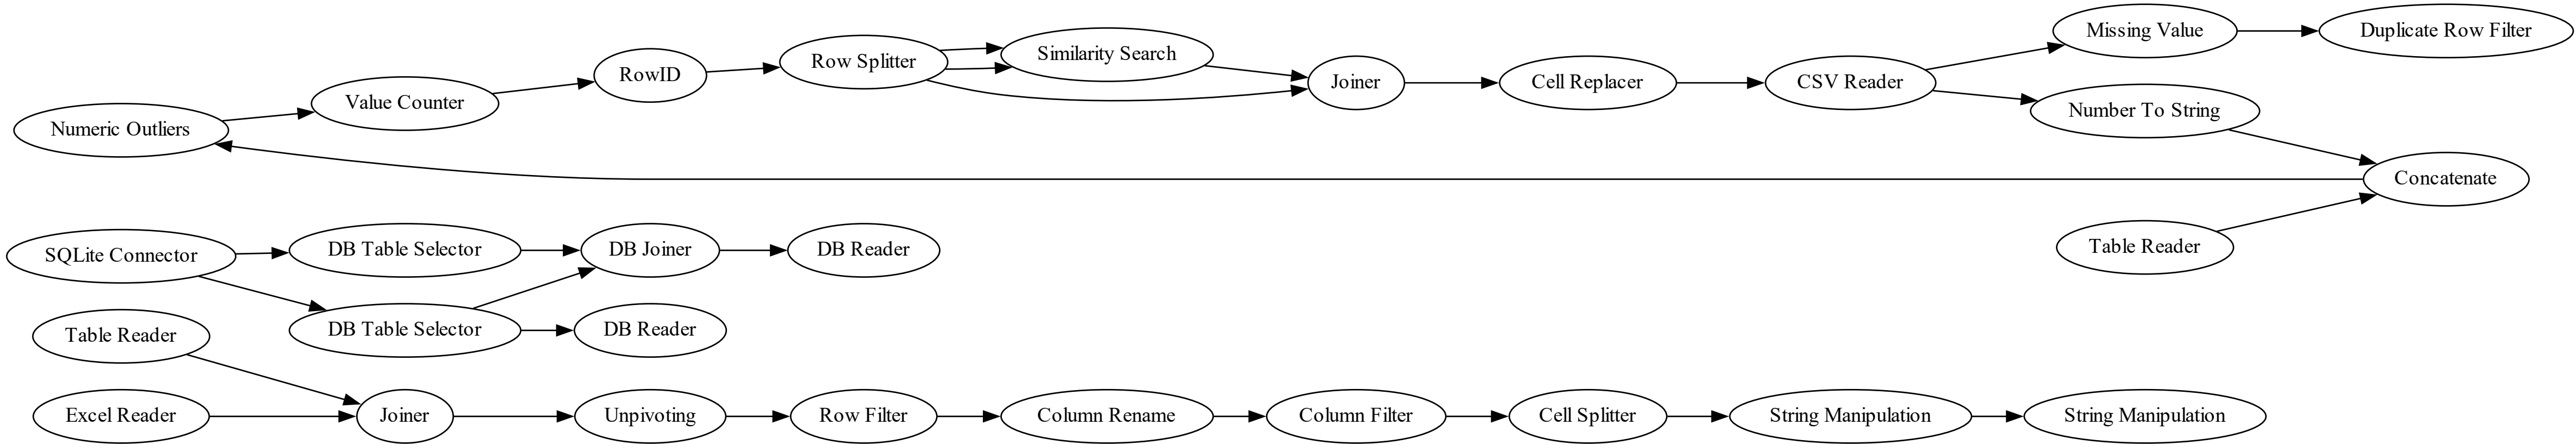 Missing Value
Duplicate Row Filter
Similarity Search
Row Splitter
RowID
Joiner
Cell Replacer
CSV Reader
Value Counter
Number To String
Numeric Outliers
Concatenate
Table Reader
SQLite Connector
DB Table Selector
DB Joiner
DB Reader
DB Table Selector
DB Reader
Table Reader
Excel Reader
Joiner
Unpivoting
Row Filter
Column Rename
Column Filter
Cell Splitter
String Manipulation
String Manipulation